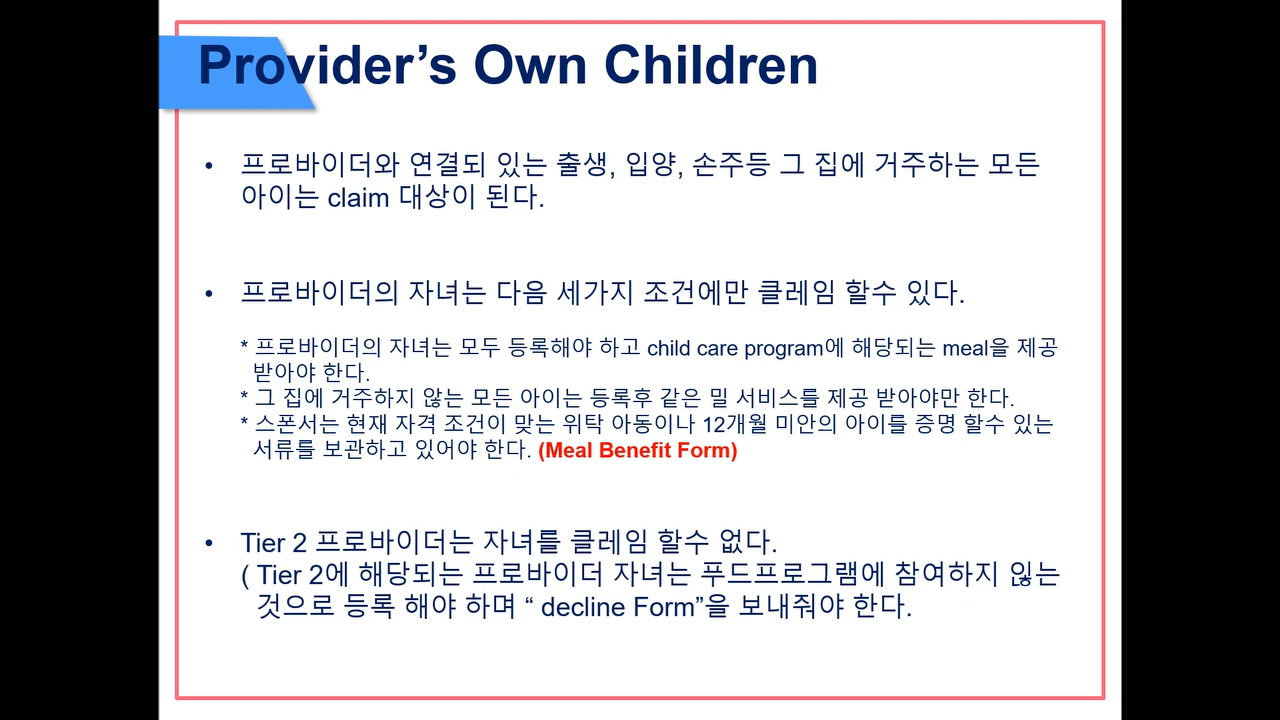 Provider’s Own Children
• 프로바이더와 연결되 있는 출생, 입양, 손주등 그 집에 거주하는 모든
아이는 claim 대상이 된다.
• 프로바이더의 자녀는 다음 세가지 조건에만 클레임 할수 있다.
* 프로바이더의 자녀는 모두 등록해야 하고 child care program에 해당되는 meal을 제공
받아야 한다.
* 그 집에 거주하지 않는 모든 아이는 등록후 같은 밀 서비스를 제공 받아야만 한다.
* 스폰서는 현재 자격 조건이 맞는 위탁 아동이나 12개월 미안의 아이를 증명 할수 있는
서류를 보관하고 있어야 한다. (Meal Benefit Form)
• Tier 2 프로바이더는 자녀를 클레임 할수 없다.
( Tier 2에 해당되는 프로바이더 자녀는 푸드프로그램에 참여하지 않는
것으로 등록 해야 하며 “ decline Form”을 보내줘야 한다.